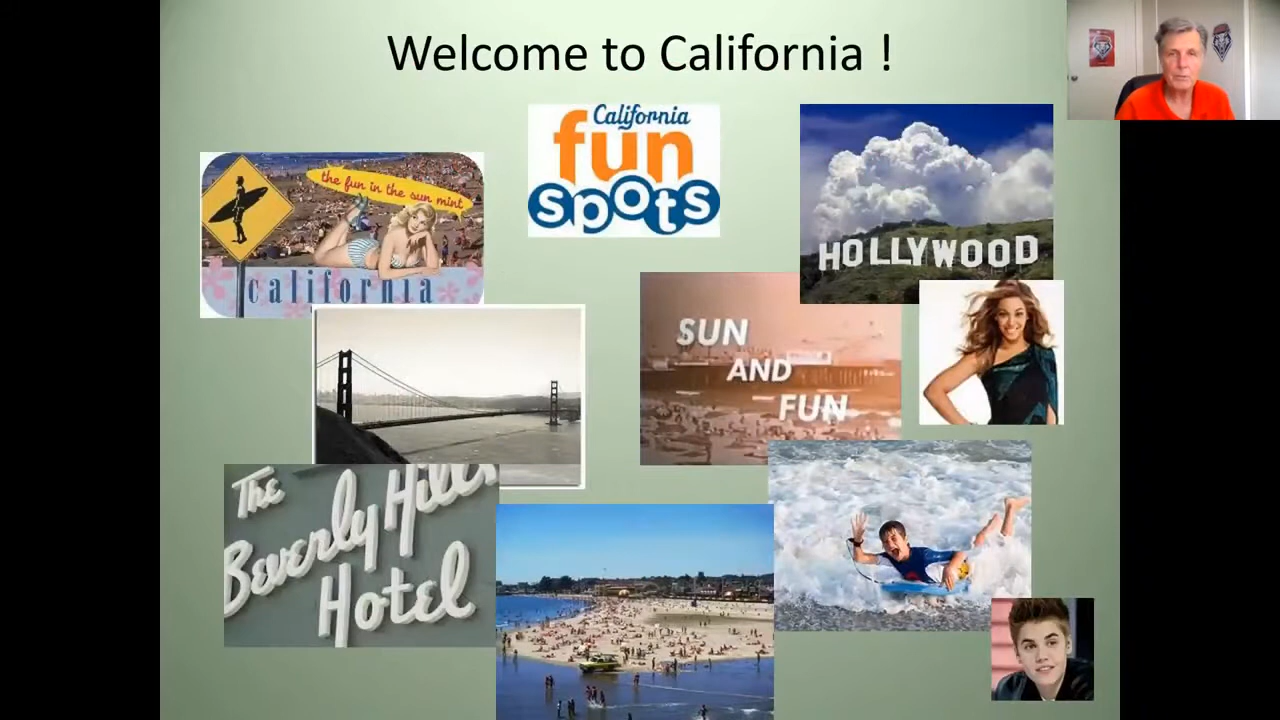 Welcome to California !
California
fun
spots
the fun in the sun mint
california
HOLLYWOOD
SUN
AND
FUN
The
Beverly Hills
Hotel